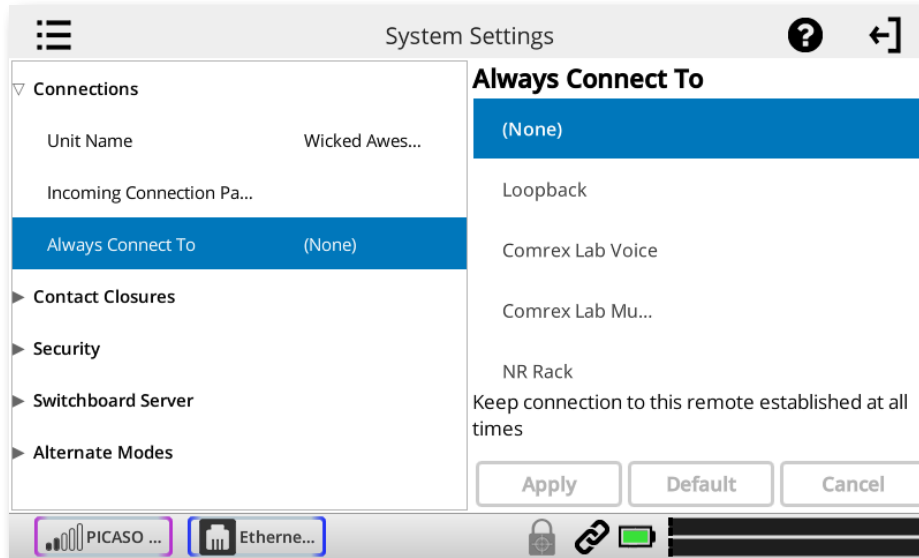 System Settings
?
Connections
Unit Name Wicked Awes...
Incoming Connection Pa...
Always Connect To (None)
Contact Closures
Security
Switchboard Server
Alternate Modes
Always Connect To
(None)
Loopback
Comrex Lab Voice
Comrex Lab Mu...
NR Rack
Keep connection to this remote established at all
times
Apply Default Cancel
PICASO ... Etherne...